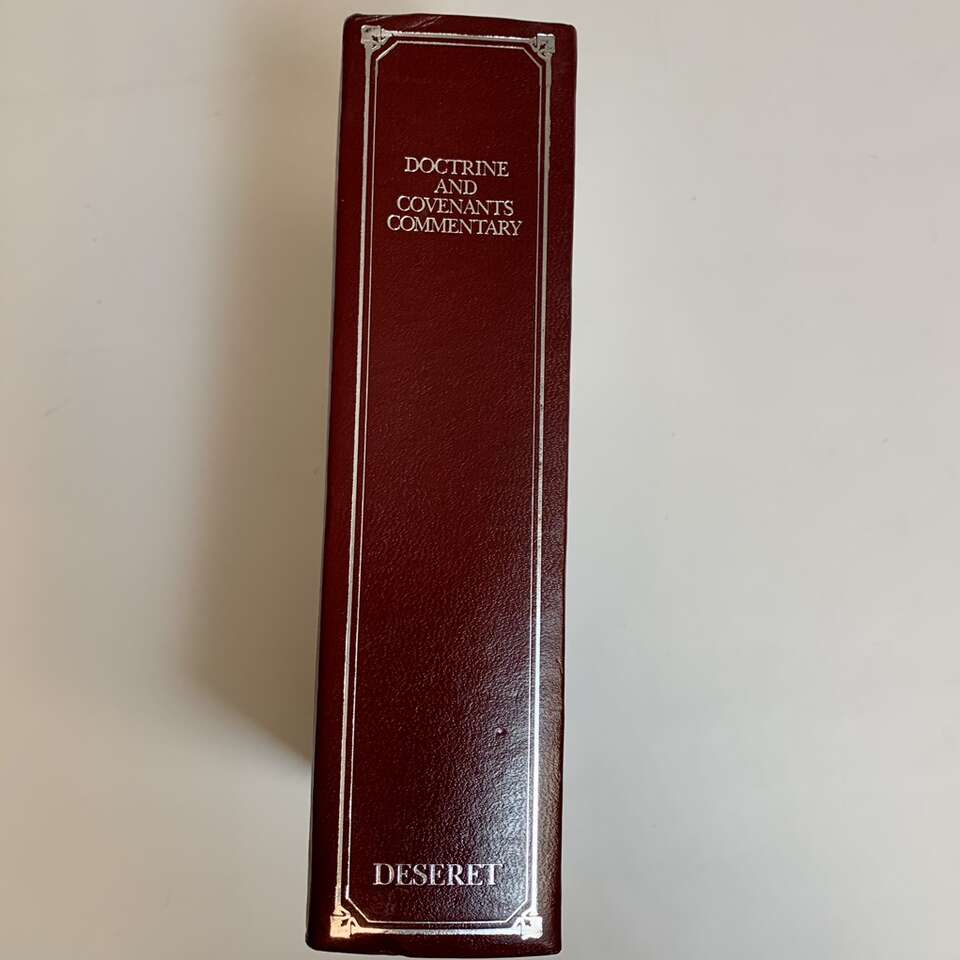 DOCTRINE
AND
COVENANTS
COMMENTARY
DESERET